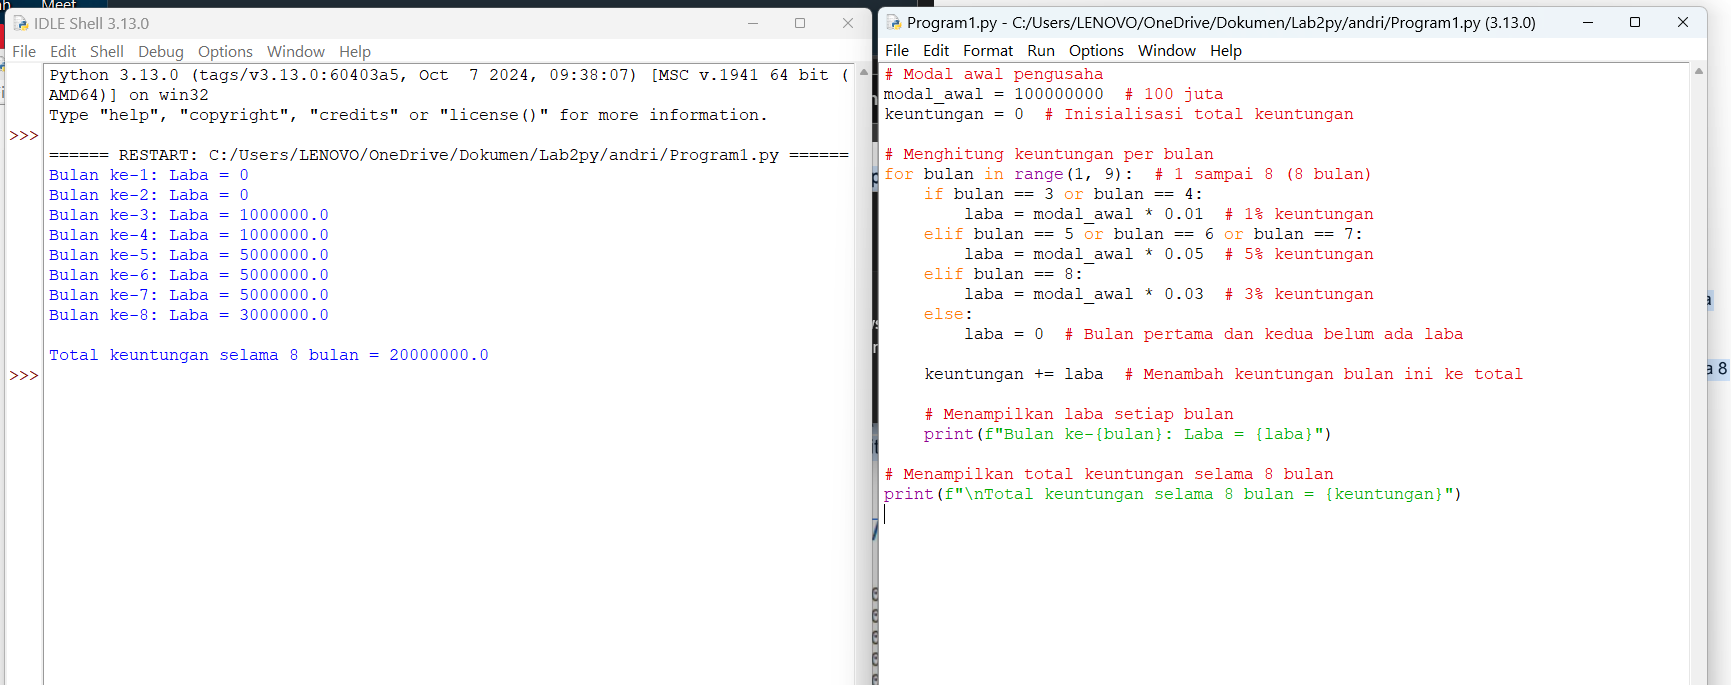 Meet
IDLE Shell 3.13.0
File Edit Shell Debug Options Window Help
Python 3.13.0 (tags/v3.13.0:60403a5, Oct  7 2024, 09:38:07) [MSC v.1941 64 bit (
AMD64)] on win32
Type "help", "copyright", "credits" or "license()" for more information.
>>>
====== RESTART: C:/Users/LENOVO/OneDrive/Dokumen/Lab2py/andri/Program1.py ======
Bulan ke-1: Laba = 0
Bulan ke-2: Laba = 0
Bulan ke-3: Laba = 1000000.0
Bulan ke-4: Laba = 1000000.0
Bulan ke-5: Laba = 5000000.0
Bulan ke-6: Laba = 5000000.0
Bulan ke-7: Laba = 5000000.0
Bulan ke-8: Laba = 3000000.0
Total keuntungan selama 8 bulan = 20000000.0
>>>
Program1.py - C:/Users/LENOVO/OneDrive/Dokumen/Lab2py/andri/Program1.py (3.13.0)
File Edit Format Run Options Window Help
# Modal awal pengusaha
modal_awal = 100000000  # 100 juta
keuntungan = 0  # Inisialisasi total keuntungan
# Menghitung keuntungan per bulan
for bulan in range(1, 9):  # 1 sampai 8 (8 bulan)
    if bulan == 3 or bulan == 4:
        laba = modal_awal * 0.01  # 1% keuntungan
    elif bulan == 5 or bulan == 6 or bulan == 7:
        laba = modal_awal * 0.05  # 5% keuntungan
    elif bulan == 8:
        laba = modal_awal * 0.03  # 3% keuntungan
    else:
        laba = 0  # Bulan pertama dan kedua belum ada laba
    keuntungan += laba  # Menambah keuntungan bulan ini ke total
    # Menampilkan laba setiap bulan
    print(f"Bulan ke-{bulan}: Laba = {laba}")
# Menampilkan total keuntungan selama 8 bulan
print(f"\nTotal keuntungan selama 8 bulan = {keuntungan}")
a 8